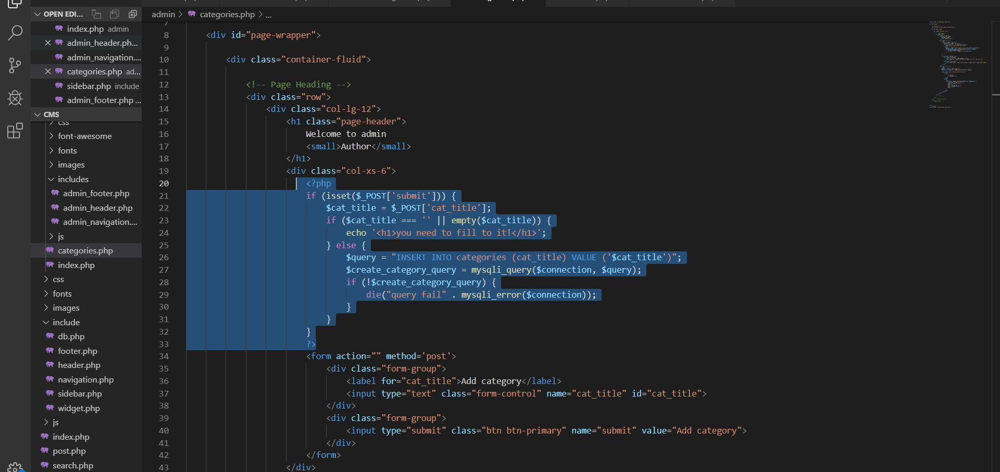 OPEN EDI...
index.php admin
admin_header.ph...
admin_navigation....
categories.php ad...
sidebar.php include
admin_footer.php ...
CMS
css
font-awesome
fonts
images
includes
admin_footer.php
admin_header.php
admin_navigation....
js
categories.php
index.php
css
fonts
images
include
db.php
footer.php
header.php
navigation.php
sidebar.php
widget.php
js
index.php
post.php
search.php
admin > categories.php > ...
7
8 <div id="page-wrapper">
9
10 <div class="container-fluid">
11
12 <!-- Page Heading -->
13 <div class="row">
14 <div class="col-lg-12">
15 <h1 class="page-header">
16 Welcome to admin
17 <small>Author</small>
18 </h1>
19 <div class="col-xs-6">
20 <?php
21 if (isset($_POST['submit'])) {
22 $cat_title = $_POST['cat_title'];
23 if ($cat_title === '' || empty($cat_title)) {
24 echo '<h1>you need to fill to it!</h1>';
25 } else {
26 $query = "INSERT INTO categories (cat_title) VALUE ('$cat_title')";
27 $create_category_query = mysqli_query($connection, $query);
28 if (!$create_category_query) {
29 die("query fail" . mysqli_error($connection));
30 }
31 }
32 }
33 ?>
34 <form action="" method='post'>
35 <div class="form-group">
36 <label for="cat_title">Add category</label>
37 <input type="text" class="form-control" name="cat_title" id="cat_title">
38 </div>
39 <div class="form-group">
40 <input type="submit" class="btn btn-primary" name="submit" value="Add category">
41 </div>
42 </form>
43 </div>